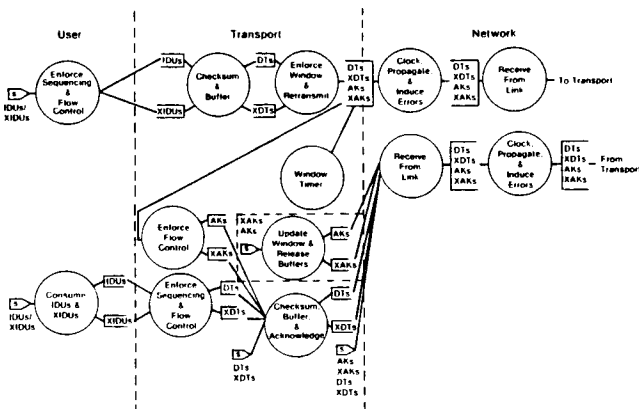 User
Transport
Network
Enforce
Sequencing
&
Flow
Control
s
IDUs/
XIDUs
IDUs
XIDUs
Checksum
&
Buffer
DTs
XDTs
Enforce
Window
&
Retransmit
DTs
XDTs
AKs
XAKs
Clock,
Propagate,
&
Induce
Errors
DTs
XDTs
AKs
XAKs
Receive
From
Link
To Transport
Window
Timer
Receive
From
Link
DTs
XDTs
AKs
XAKs
Clock,
Propagate,
&
Induce
Errors
DTs
XDTs
AKs
XAKs
From
Transport
Enforce
Flow
Control
AKs
XAKs
XAKs
AKs
s
Update
Window &
Release
Buffers
AKs
XAKs
s
IDUs/
XIDUs
Consume
IDUs &
XIDUs
IDUs
XIDUs
Enforce
Sequencing
&
Flow
Control
DTs
XDTs
s
DTs
XDTs
Checksum,
Buffer,
&
Acknowledge
DTs
XDTs
s
AKs
XAKs
DTs
XDTs